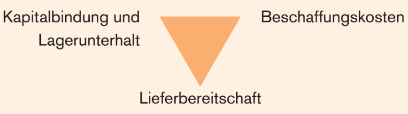 Kapitalbindung und
Lagerunterhalt
Beschaffungskosten
Lieferbereitschaft